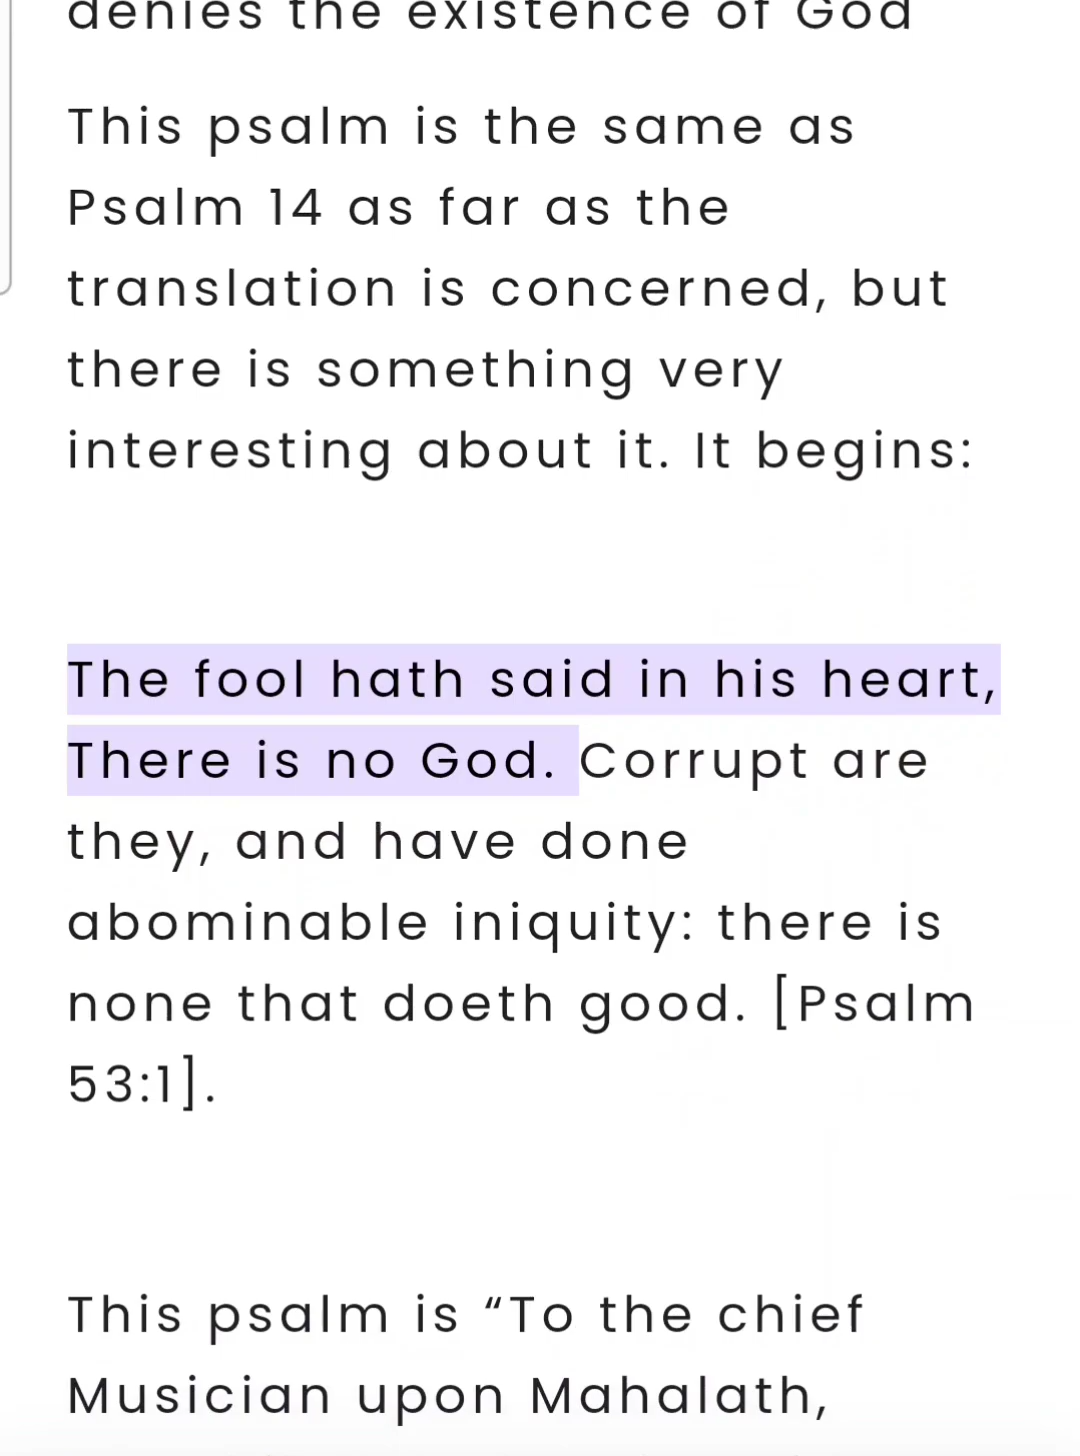 denies the existence of God
This psalm is the same as
Psalm 14 as far as the
translation is concerned, but
there is something very
interesting about it. It begins:
The fool hath said in his heart,
There is no God. Corrupt are
they, and have done
abominable iniquity: there is
none that doeth good. [Psalm
53:1].
This psalm is “To the chief
Musician upon Mahalath,